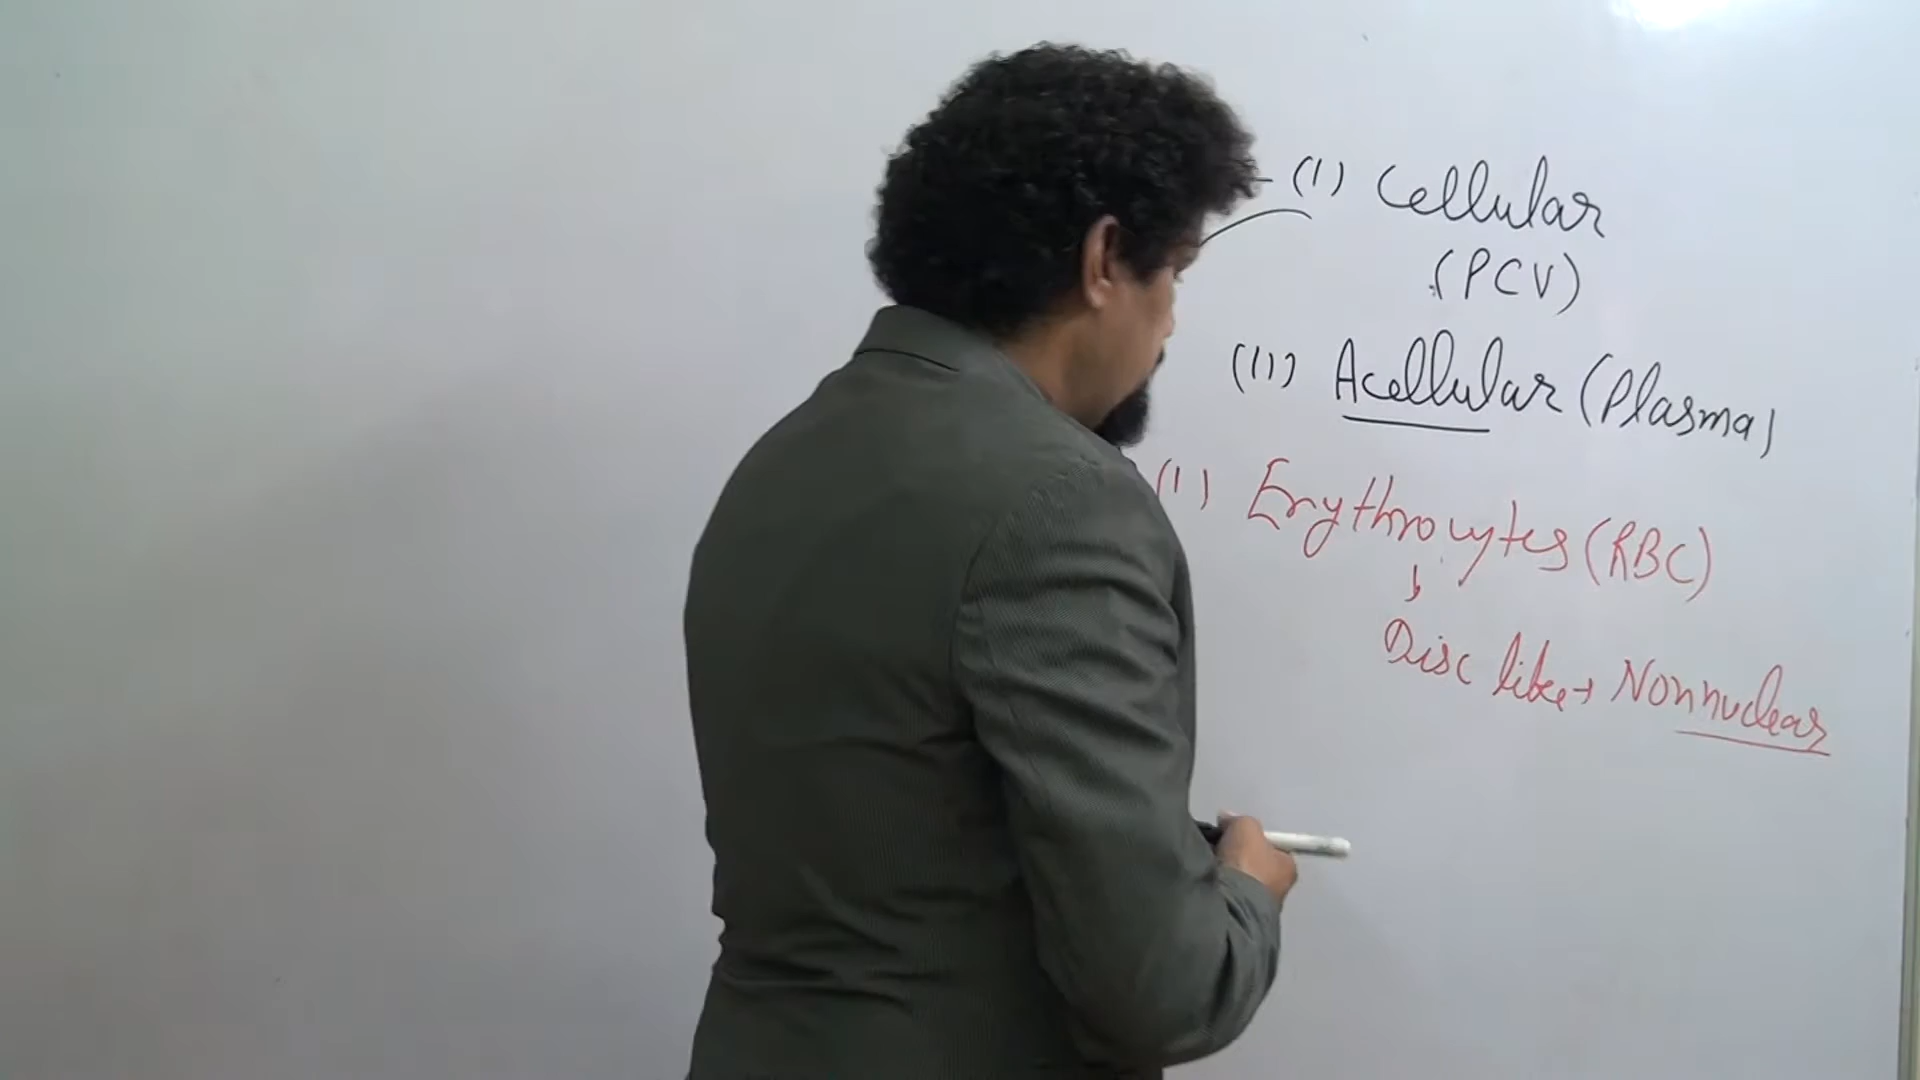 (I) Cellular
(PCV)
(II) Acellular (Plasma)
(I) Erythrocytes (RBC)
Disc like → Nonnuclear